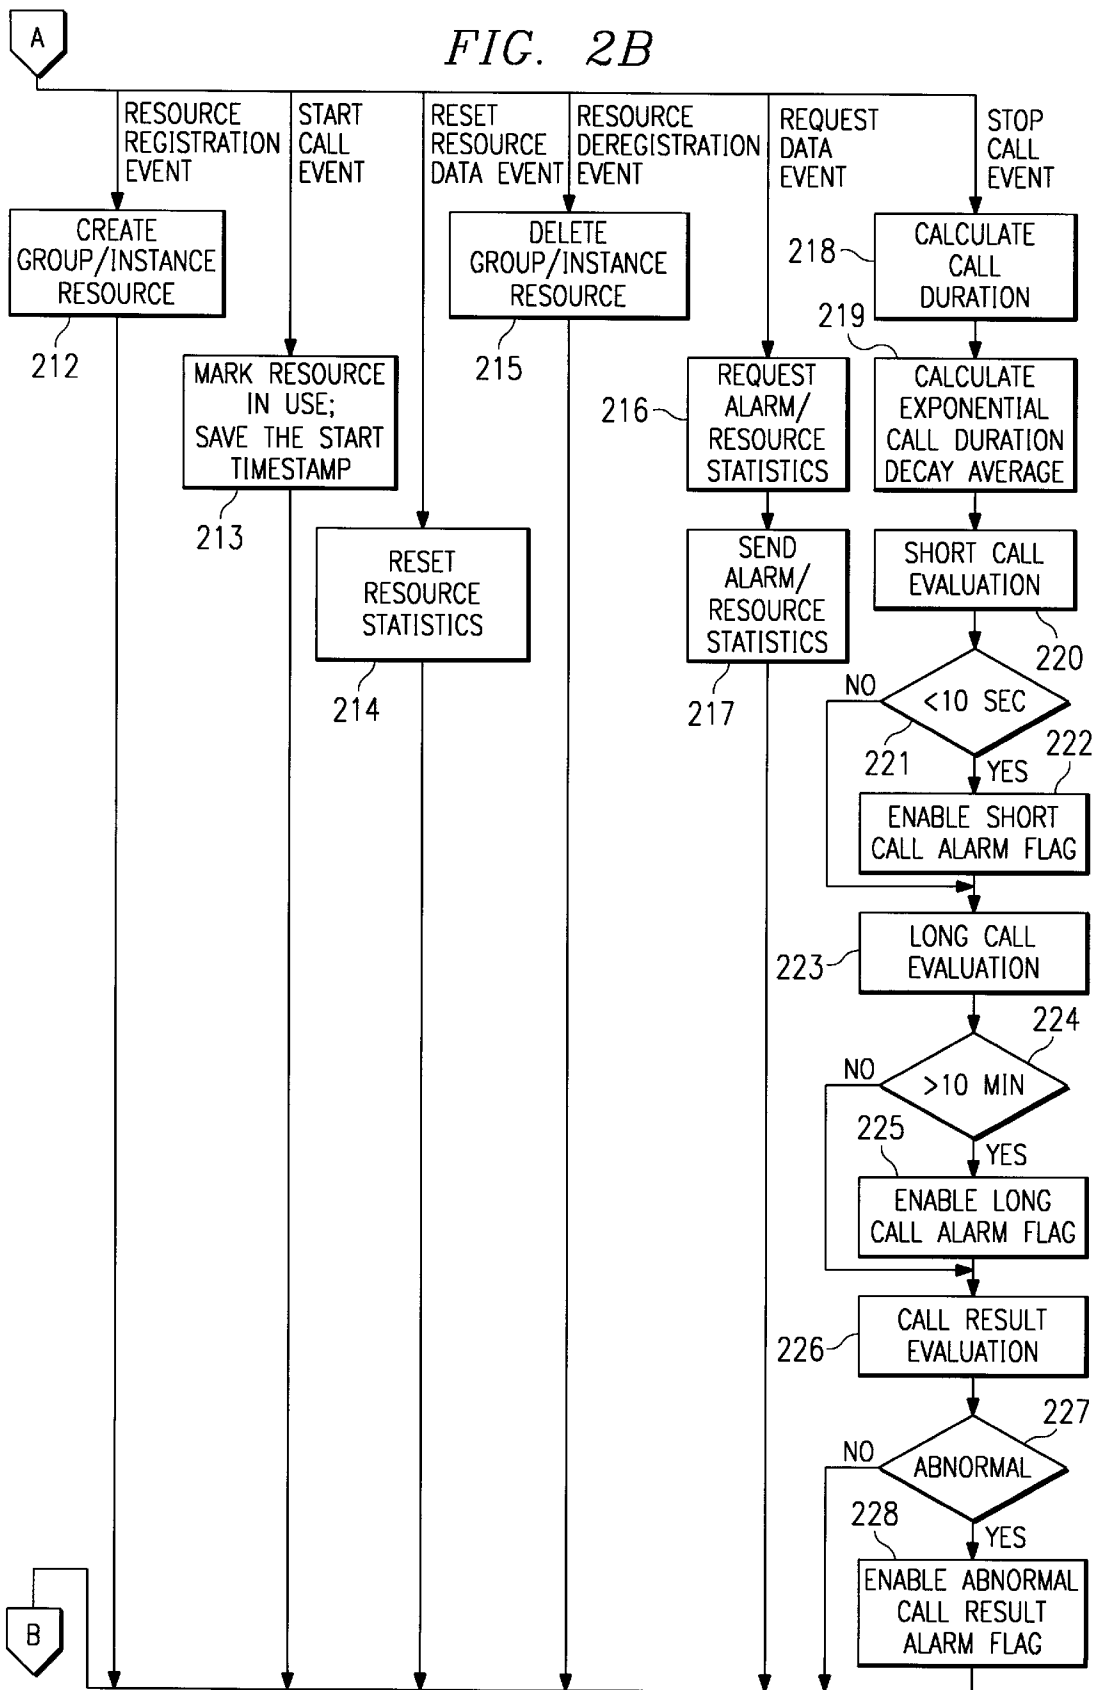 A
FIG. 2B
RESOURCE
REGISTRATION
EVENT
START
CALL
EVENT
RESET
RESOURCE
DATA EVENT
RESOURCE
DEREGISTRATION
EVENT
REQUEST
DATA
EVENT
STOP
CALL
EVENT
CREATE
GROUP/INSTANCE
RESOURCE
212
MARK RESOURCE
IN USE;
SAVE THE START
TIMESTAMP
213
RESET
RESOURCE
STATISTICS
214
DELETE
GROUP/INSTANCE
RESOURCE
215
216
REQUEST
ALARM/
RESOURCE
STATISTICS
SEND
ALARM/
RESOURCE
STATISTICS
217
218
CALCULATE
CALL
DURATION
219
CALCULATE
EXPONENTIAL
CALL DURATION
DECAY AVERAGE
SHORT CALL
EVALUATION
220
NO
<10 SEC
221
YES
222
ENABLE SHORT
CALL ALARM FLAG
223
LONG CALL
EVALUATION
224
NO
>10 MIN
225
YES
ENABLE LONG
CALL ALARM FLAG
226
CALL RESULT
EVALUATION
227
NO
ABNORMAL
228
YES
ENABLE ABNORMAL
CALL RESULT
ALARM FLAG
B